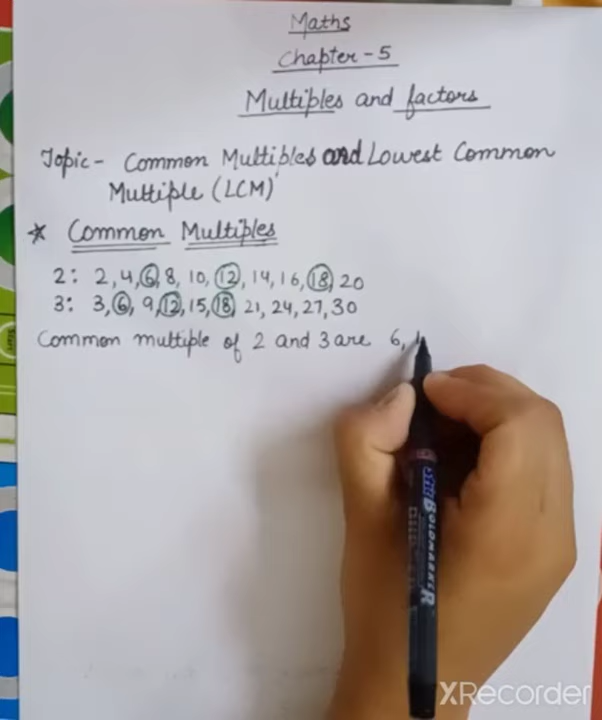 Maths
Chapter-5
Multiples and factors
Topic- Common Multiples and Lowest Common
Multiple (LCM)
* Common Multiples
2: 2, 4, 6, 8, 10, 12, 14, 16, 18, 20
3: 3, 6, 9, 12, 15, 18, 21, 24, 27, 30
Common multiple of 2 and 3 are 6, 1
BOLDMARKER
XRecorder